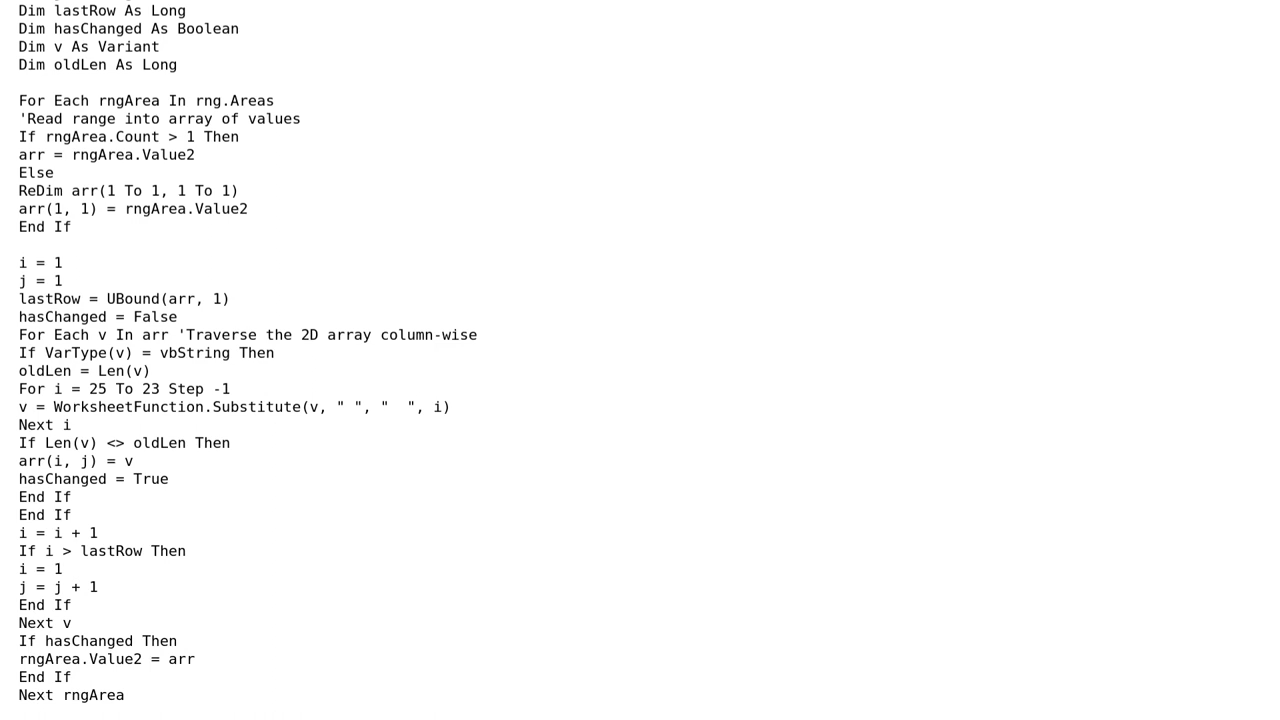 Dim lastRow As Long
Dim hasChanged As Boolean
Dim v As Variant
Dim oldLen As Long

For Each rngArea In rng.Areas
'Read range into array of values
If rngArea.Count > 1 Then
arr = rngArea.Value2
Else
ReDim arr(1 To 1, 1 To 1)
arr(1, 1) = rngArea.Value2
End If

i = 1
j = 1
lastRow = UBound(arr, 1)
hasChanged = False
For Each v In arr 'Traverse the 2D array column-wise
If VarType(v) = vbString Then
oldLen = Len(v)
For i = 25 To 23 Step -1
v = WorksheetFunction.Substitute(v, " ", "  ", i)
Next i
If Len(v) <> oldLen Then
arr(i, j) = v
hasChanged = True
End If
End If
i = i + 1
If i > lastRow Then
i = 1
j = j + 1
End If
Next v
If hasChanged Then
rngArea.Value2 = arr
End If
Next rngArea